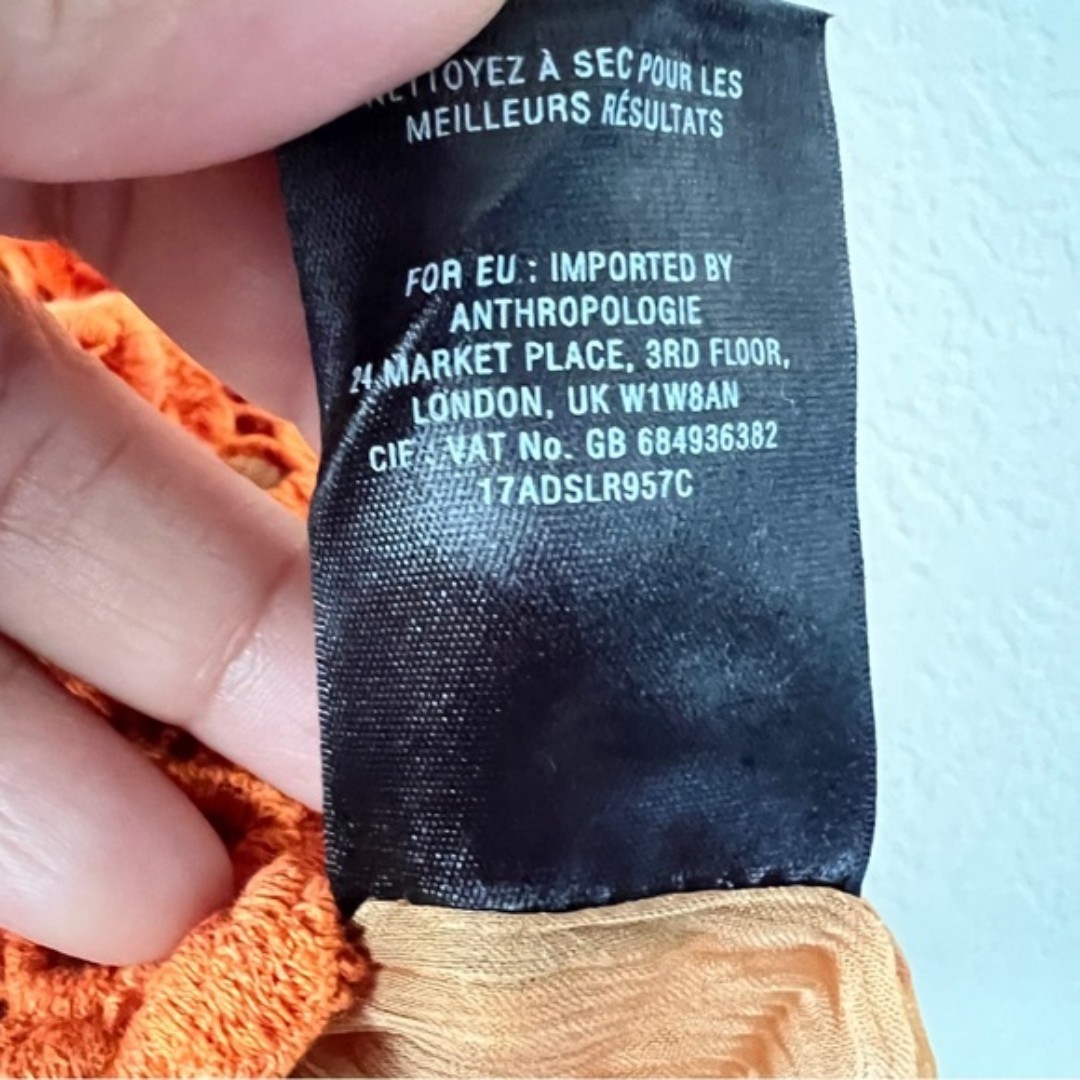 NETTOYEZ À SEC POUR LES
MEILLEURS RÉSULTATS
FOR EU : IMPORTED BY
ANTHROPOLOGIE
24 MARKET PLACE, 3RD FLOOR,
LONDON, UK W1W8AN
CIF . VAT No. GB 684936382
17ADSLR957C